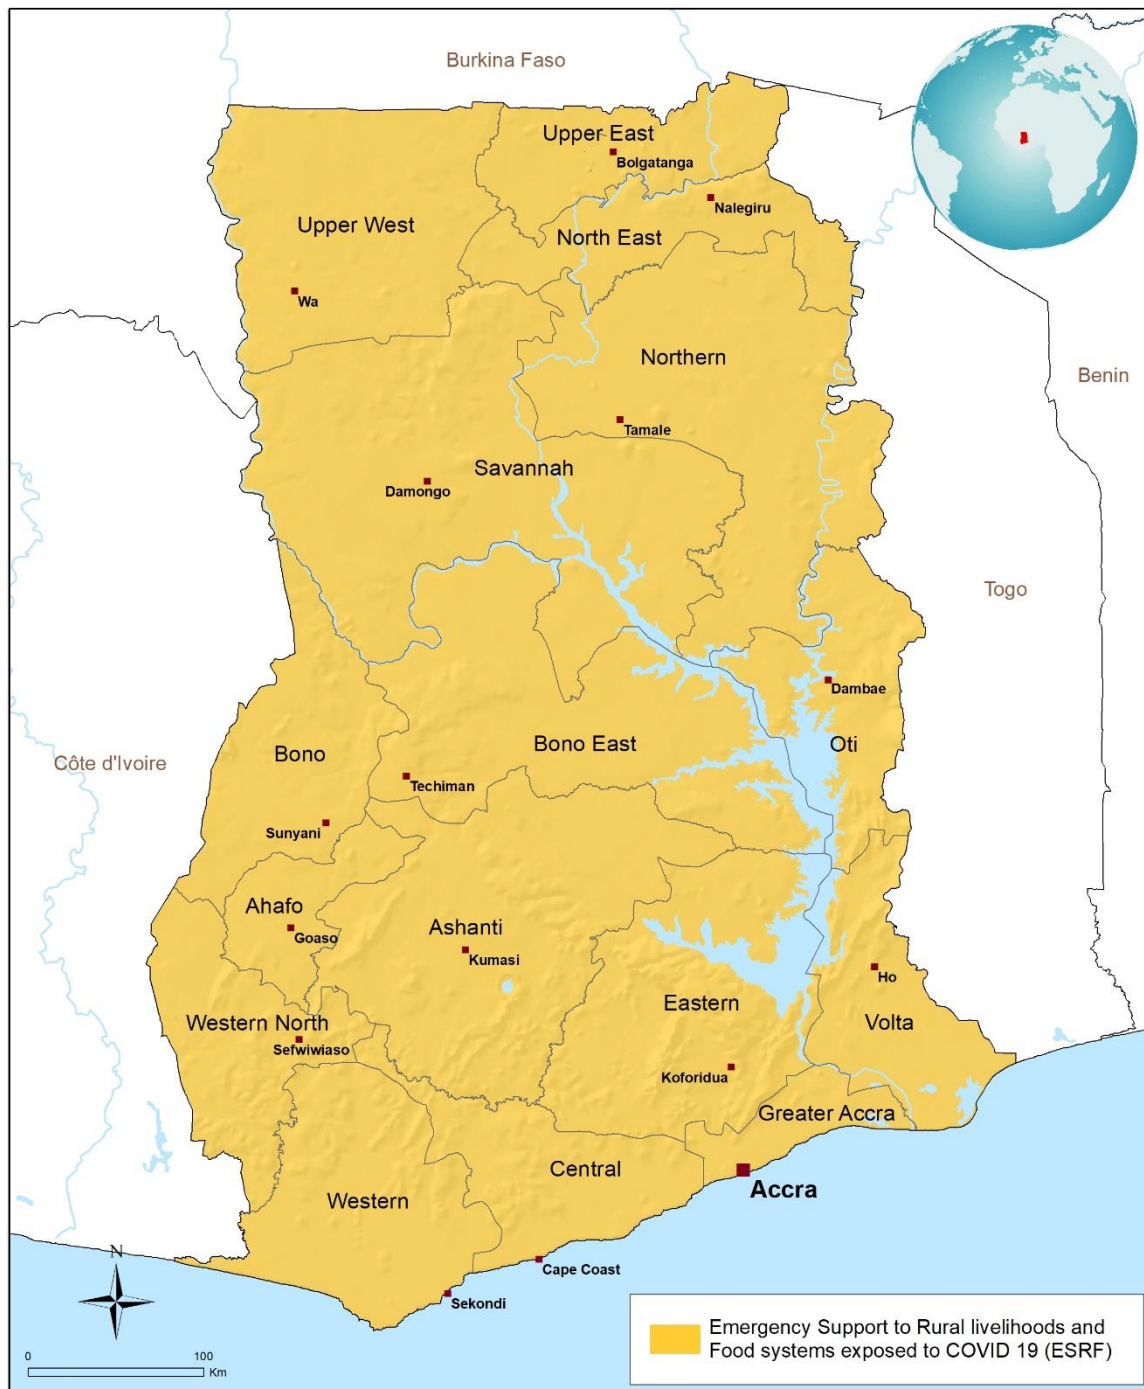 Burkina Faso
Upper East
Bolgatanga
Nalegiru
Upper West
North East
Wa
Northern
Benin
Tamale
Savannah
Damongo
Togo
Dambae
Bono
Bono East
Oti
Côte d'Ivoire
Techiman
Sunyani
Ahafo
Goaso
Ashanti
Kumasi
Ho
Eastern
Western North
Volta
Sefwiwiaso
Koforidua
Greater Accra
Central
Accra
Western
N
Cape Coast
Sekondi
Emergency Support to Rural livelihoods and
Food systems exposed to COVID 19 (ESRF)
0 100
Km